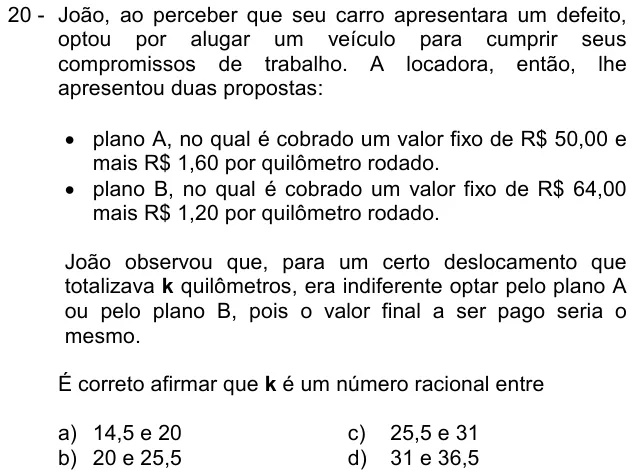 20 - João, ao perceber que seu carro apresentara um defeito,
optou por alugar um veículo para cumprir seus
compromissos de trabalho. A locadora, então, lhe
apresentou duas propostas:
• plano A, no qual é cobrado um valor fixo de R$ 50,00 e
mais R$ 1,60 por quilômetro rodado.
• plano B, no qual é cobrado um valor fixo de R$ 64,00
mais R$ 1,20 por quilômetro rodado.
João observou que, para um certo deslocamento que
totalizava k quilômetros, era indiferente optar pelo plano A
ou pelo plano B, pois o valor final a ser pago seria o
mesmo.
É correto afirmar que k é um número racional entre
a) 14,5 e 20 c) 25,5 e 31
b) 20 e 25,5 d) 31 e 36,5